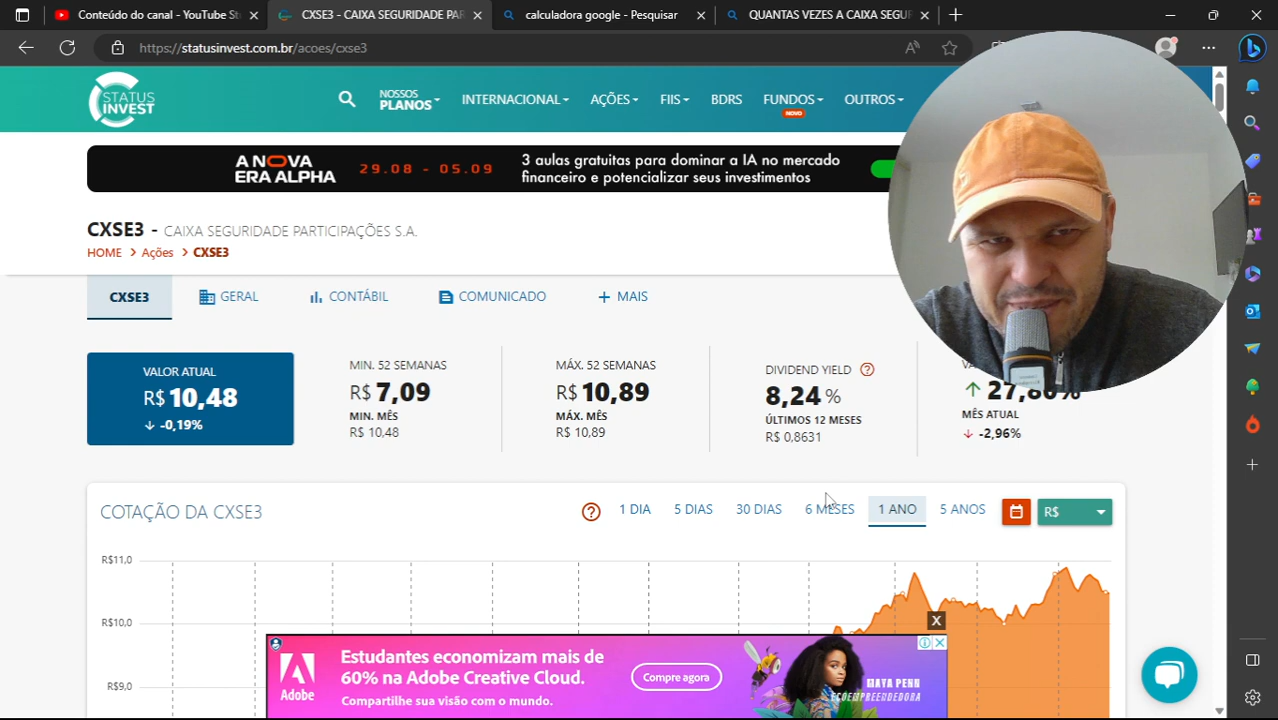 Conteúdo do canal - YouTube St
CXSE3 - CAIXA SEGURIDADE PAR
calculadora google - Pesquisar
QUANTAS VEZES A CAIXA SEGUR
https://statusinvest.com.br/acoes/cxse3
STATUS
INVEST
NOSSOS
PLANOS
INTERNACIONAL
AÇÕES
FIIS
BDRS
FUNDOS
NOVO
OUTROS
A NOVA
ERA ALPHA
29.08 - 05.09
3 aulas gratuitas para dominar a IA no mercado
financeiro e potencializar seus investimentos
CXSE3 - CAIXA SEGURIDADE PARTICIPAÇÕES S.A.
HOME > Ações > CXSE3
CXSE3
GERAL
CONTÁBIL
COMUNICADO
+ MAIS
VALOR ATUAL
R$ 10,48
-0,19%
MIN. 52 SEMANAS
R$ 7,09
MIN. MÊS
R$ 10,48
MÁX. 52 SEMANAS
R$ 10,89
MÁX. MÊS
R$ 10,89
DIVIDEND YIELD
8,24 %
ÚLTIMOS 12 MESES
R$ 0,8631
MÊS ATUAL
-2,96%
COTAÇÃO DA CXSE3
1 DIA
5 DIAS
30 DIAS
6 MESES
1 ANO
5 ANOS
R$
R$11,0
R$10,0
R$9,0
X
Adobe
Estudantes economizam mais de
60% na Adobe Creative Cloud.
Compartilhe sua visão com o mundo.
Compre agora
MAYA PENN
ECOEMPREENDEDORA